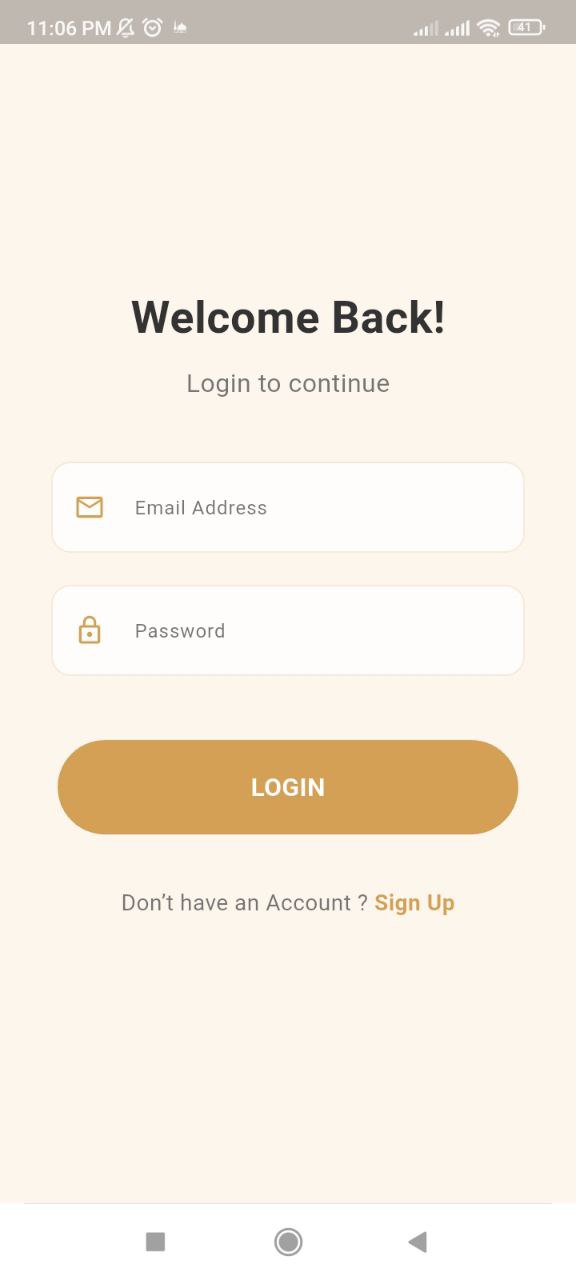 11:06 PM 41
Welcome Back!
Login to continue
Email Address
Password
LOGIN
Don’t have an Account ? Sign Up